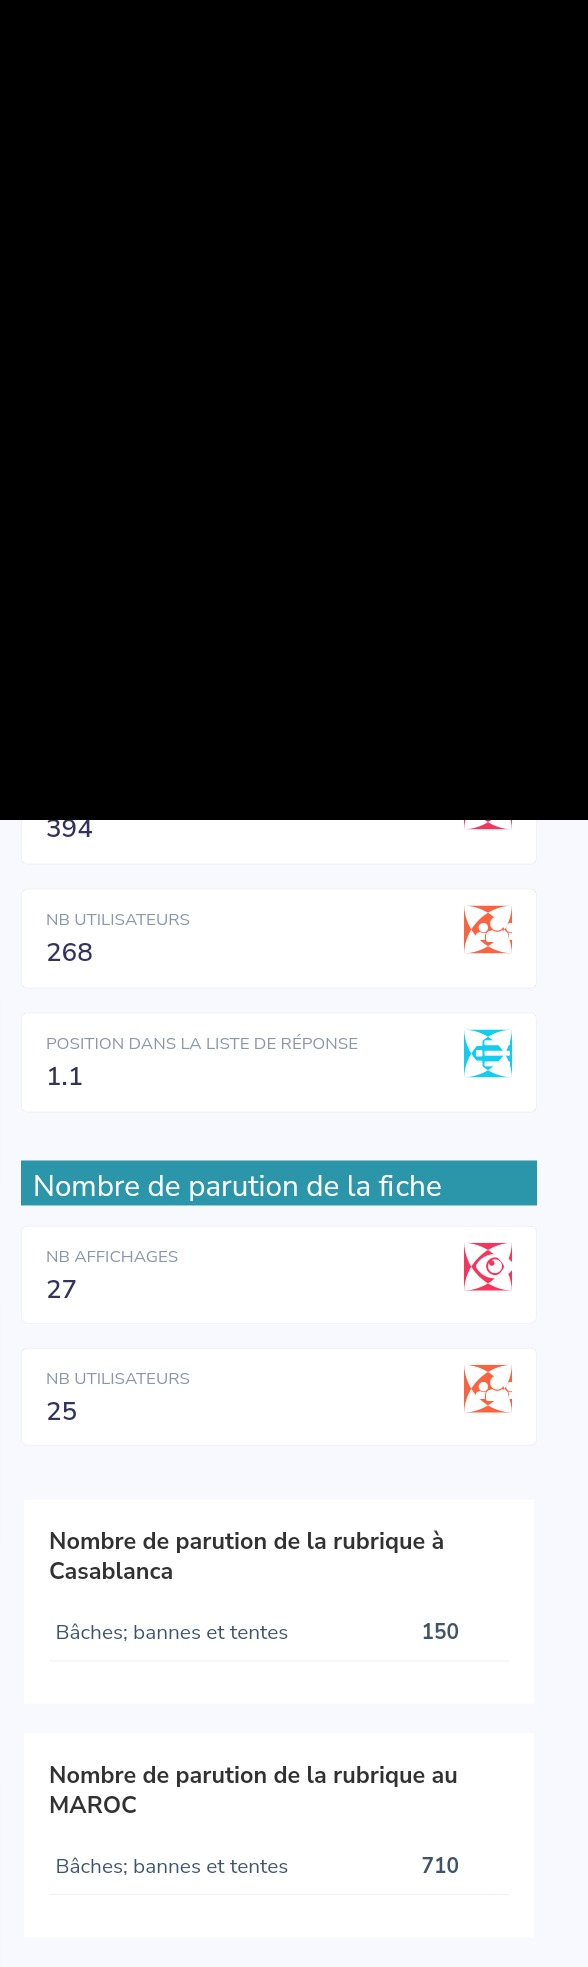 394
NB UTILISATEURS
268
POSITION DANS LA LISTE DE RÉPONSE
1.1
Nombre de parution de la fiche
NB AFFICHAGES
27
NB UTILISATEURS
25
Nombre de parution de la rubrique à
Casablanca
Bâches; bannes et tentes 150
Nombre de parution de la rubrique au
MAROC
Bâches; bannes et tentes 710